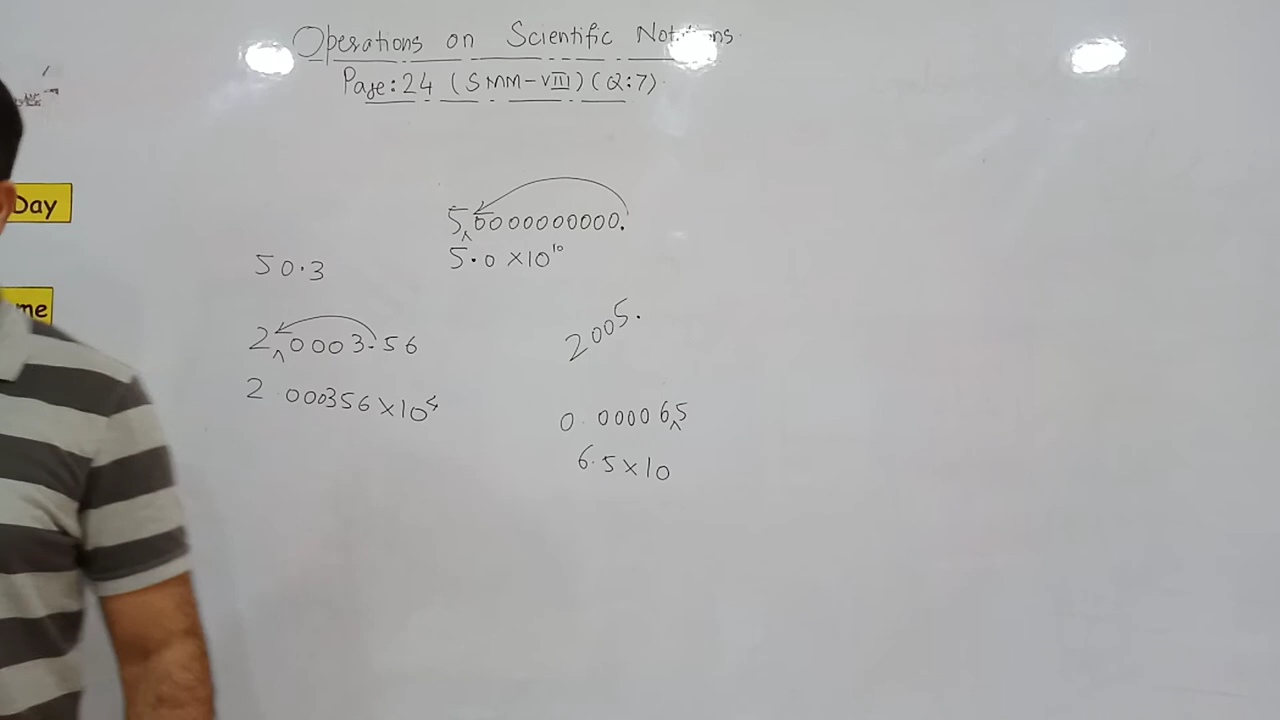 Operations on Scientific Notations
Page:24 (SMM-VIII)(Q:7)
Day
50000000000.
5.0 ×10¹⁰
50.3
me
20003.56
2.000356×10⁴
2005.
0.000065
6.5×10